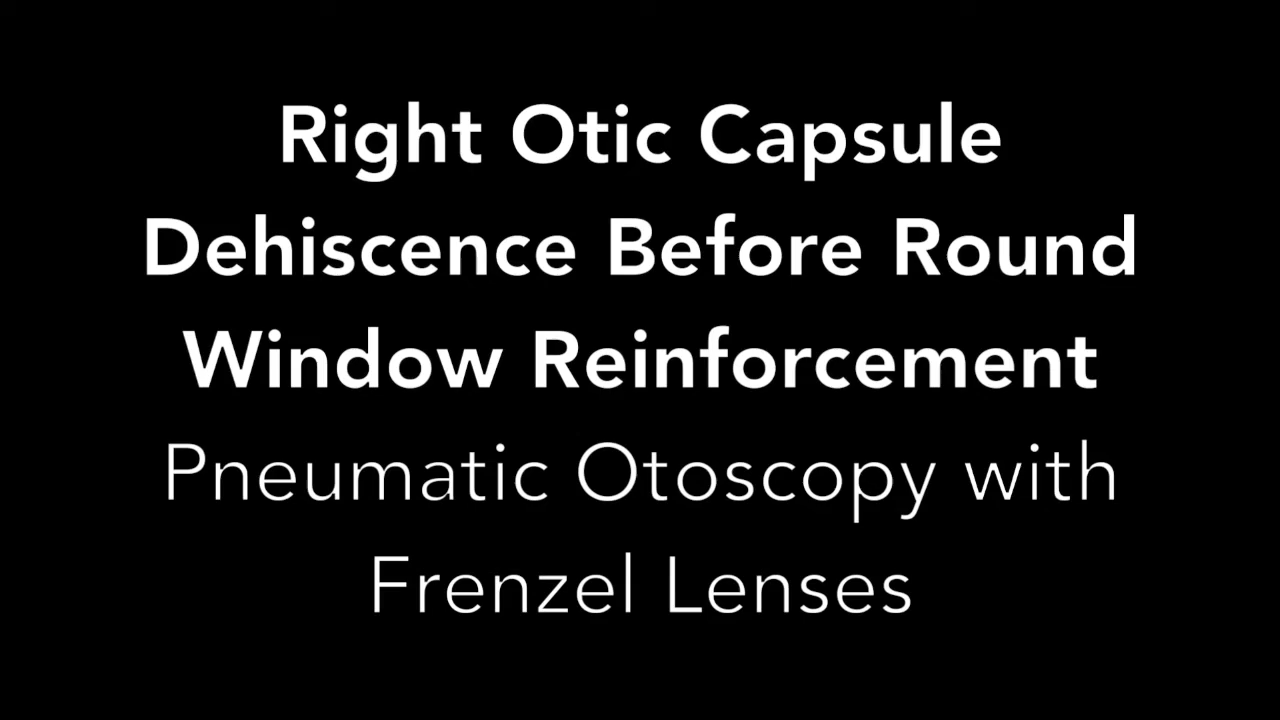 Right Otic Capsule
Dehiscence Before Round
Window Reinforcement
Pneumatic Otoscopy with
Frenzel Lenses